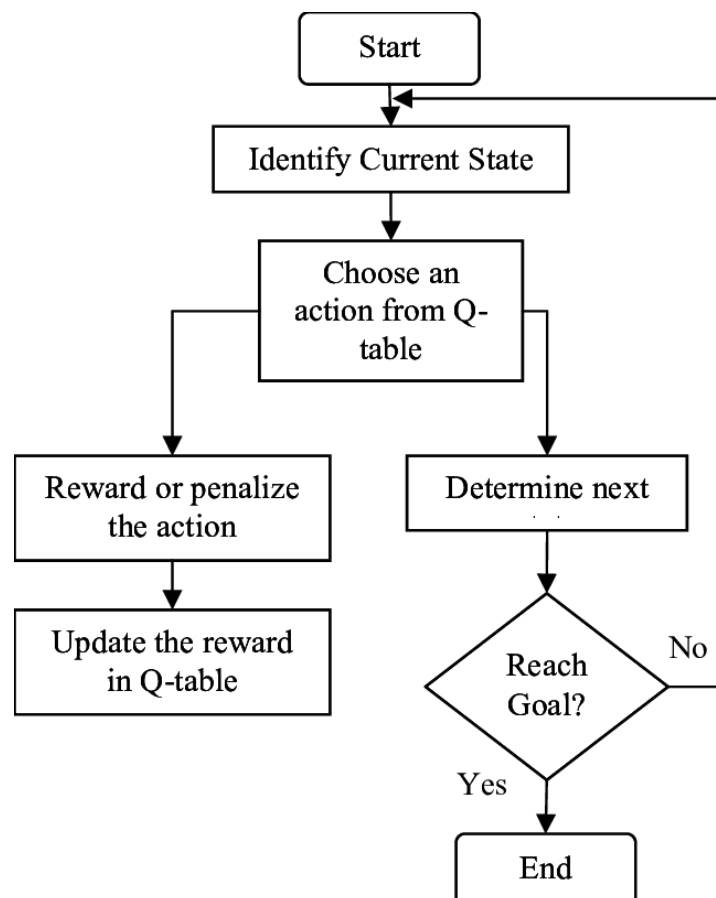 Start
Identify Current State
Choose an
action from Q-
table
Reward or penalize
the action
Determine next
Update the reward
in Q-table
Reach
Goal?
No
Yes
End